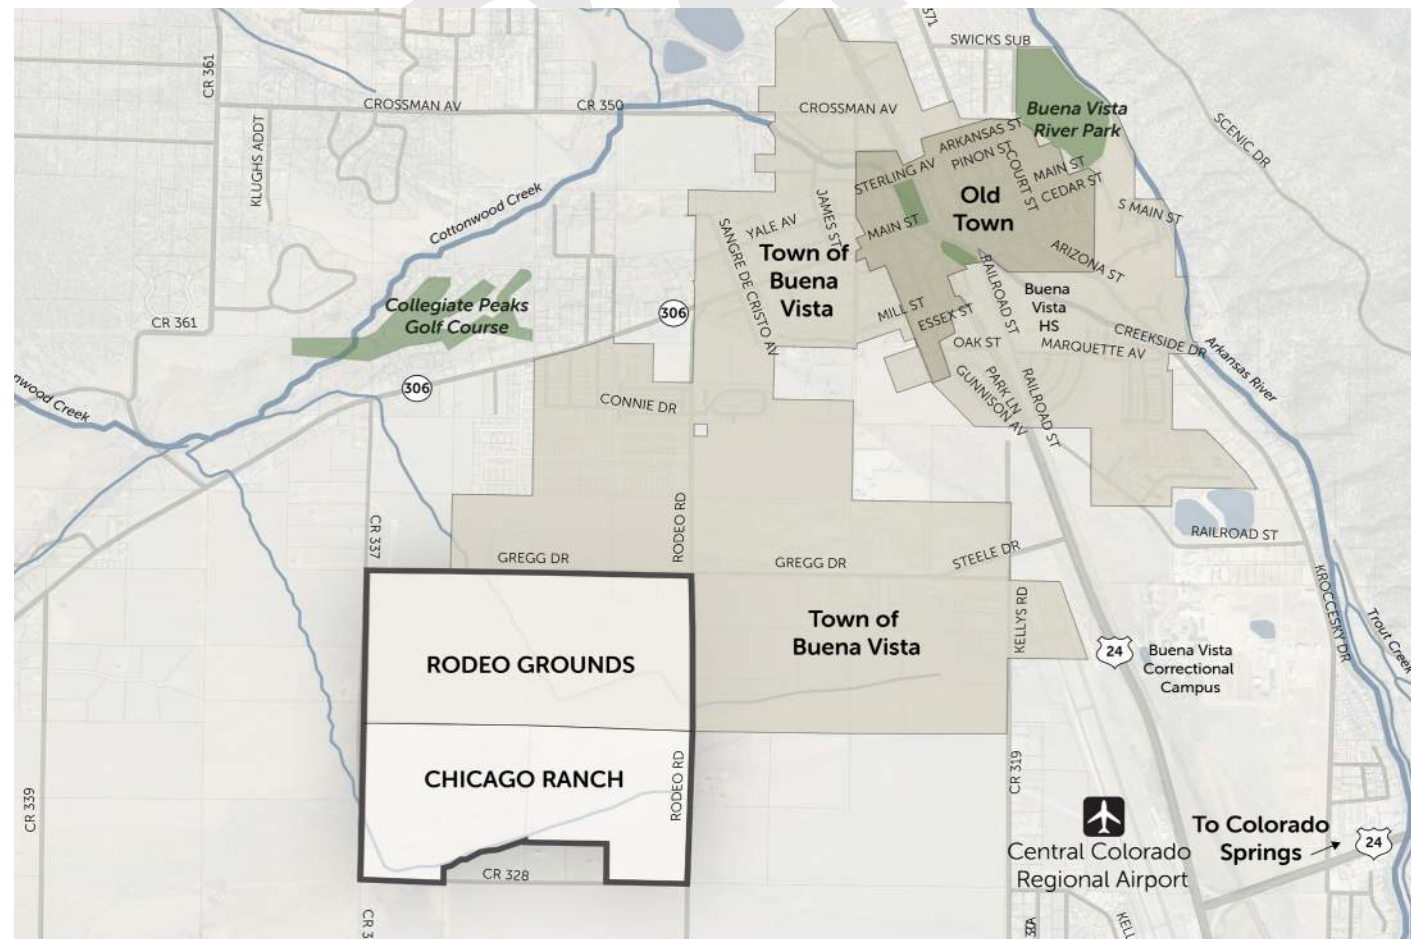 371
SWICKS SUB
CR 361
CROSSMAN AV
CR 350
CROSSMAN AV
Buena Vista
River Park
SCENIC DR
KLUGHS ADDT
ARKANSAS ST
PINON ST
COURT ST
MAIN ST
CEDAR ST
STERLING AV
Old
Town
S MAIN ST
Cottonwood Creek
JAMES ST
YALE AV
MAIN ST
SANGRE DE CRISTO AV
Town of
Buena
Vista
ARIZONA ST
RAILROAD ST
Buena
Vista
HS
Collegiate Peaks
Golf Course
CR 361
306
MILL ST
ESSEX ST
OAK ST
CREEKSIDE DR
MARQUETTE AV
Arkansas River
306
nwood Creek
CONNIE DR
PARK LN
GUNNISON AV
RAILROAD ST
CR 337
RODEO RD
RAILROAD ST
GREGG DR
GREGG DR
STEELE DR
KELLYS RD
KROCCESKY DR
Trout Creek
Town of
Buena Vista
RODEO GROUNDS
24
Buena Vista
Correctional
Campus
CHICAGO RANCH
RODEO RD
CR 319
CR 339
To Colorado
Springs
24
Central Colorado
Regional Airport
CR 328
CR 3
KELL